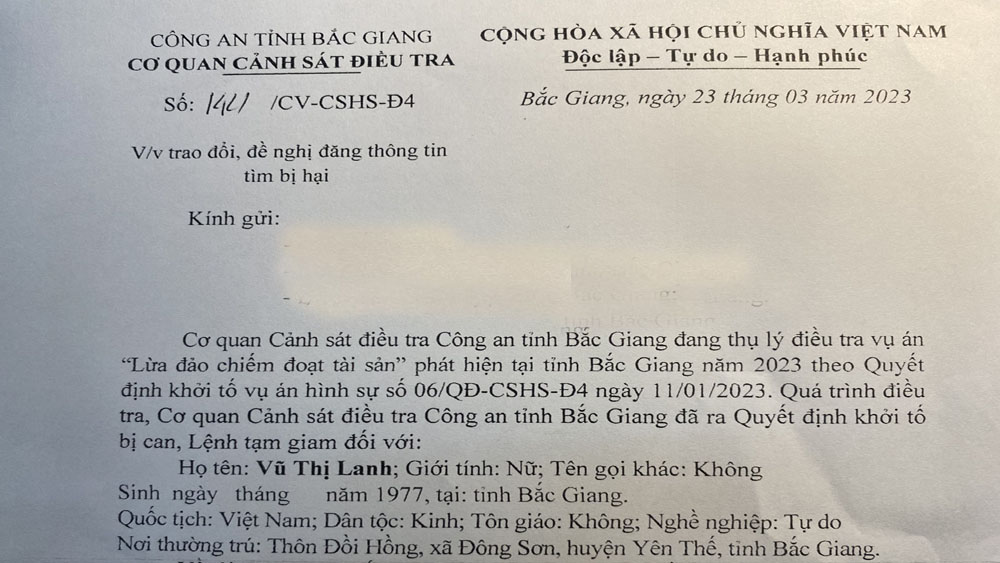 CÔNG AN TỈNH BẮC GIANG
CƠ QUAN CẢNH SÁT ĐIỀU TRA
CỘNG HÒA XÃ HỘI CHỦ NGHĨA VIỆT NAM
Độc lập – Tự do – Hạnh phúc
Số: /CV-CSHS-Đ4
Bắc Giang, ngày 23 tháng 03 năm 2023
V/v trao đổi, đề nghị đăng thông tin
tìm bị hại
Kính gửi:
Cơ quan Cảnh sát điều tra Công an tỉnh Bắc Giang đang thụ lý điều tra vụ án
“Lừa đảo chiếm đoạt tài sản” phát hiện tại tỉnh Bắc Giang năm 2023 theo Quyết
định khởi tố vụ án hình sự số 06/QĐ-CSHS-Đ4 ngày 11/01/2023. Quá trình điều
tra, Cơ quan Cảnh sát điều tra Công an tỉnh Bắc Giang đã ra Quyết định khởi tố
bị can, Lệnh tạm giam đối với:
Họ tên: Vũ Thị Lanh; Giới tính: Nữ; Tên gọi khác: Không
Sinh ngày tháng năm 1977, tại: tỉnh Bắc Giang.
Quốc tịch: Việt Nam; Dân tộc: Kinh; Tôn giáo: Không; Nghề nghiệp: Tự do
Nơi thường trú: Thôn Đồi Hồng, xã Đông Sơn, huyện Yên Thế, tỉnh Bắc Giang.